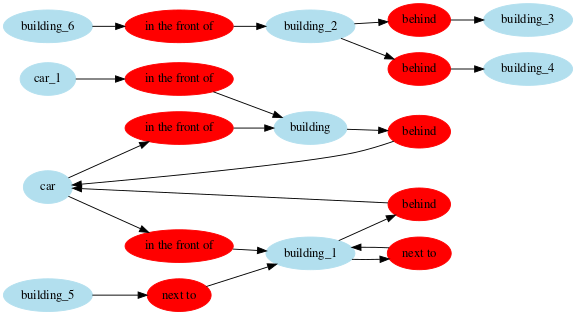 building_6 in the front of building_2 behind building_3
car_1 in the front of behind building_4
in the front of building behind
car
behind
in the front of building_1 next to
building_5 next to